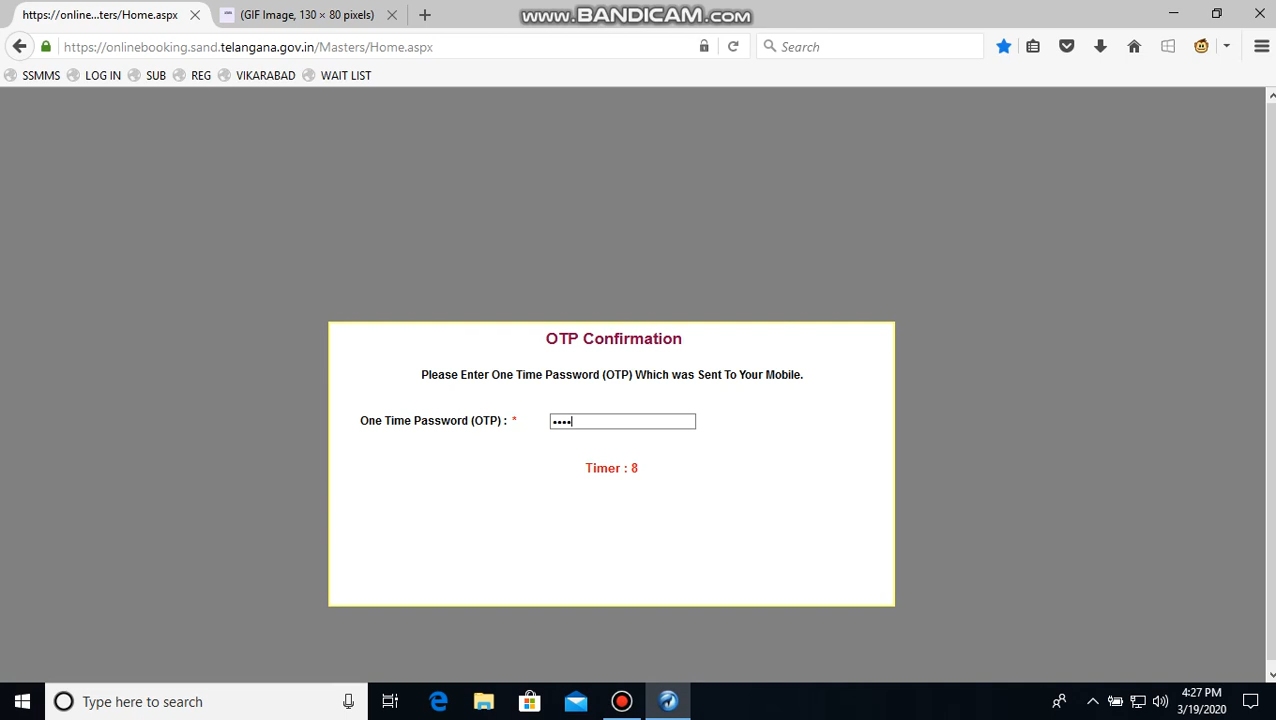 https://online...ters/Home.aspx
(GIF Image, 130 × 80 pixels)
www.BANDICAM.com
https://onlinebooking.sand.telangana.gov.in/Masters/Home.aspx
Search
SSMMS
LOG IN
SUB
REG
VIKARABAD
WAIT LIST
OTP Confirmation
Please Enter One Time Password (OTP) Which was Sent To Your Mobile.
One Time Password (OTP) : *
••••
Timer : 8
Type here to search
4:27 PM
3/19/2020